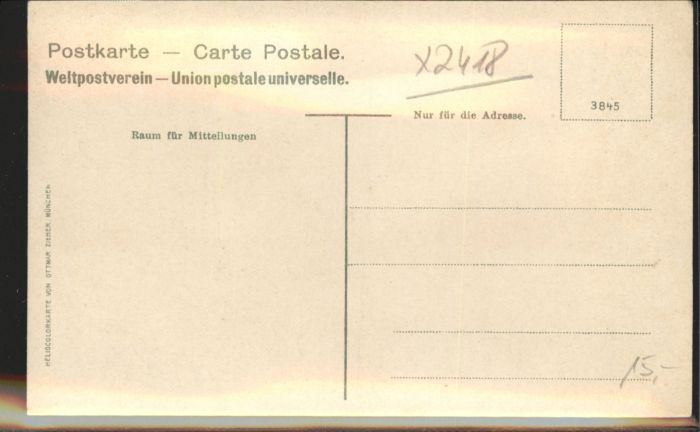 Postkarte — Carte Postale.
Weltpostverein — Union postale universelle.
X2418
3845
Nur für die Adresse.
Raum für Mitteilungen
HELIOCOLORKARTE VON OTTMAR ZIEHER, MÜNCHEN
15,-